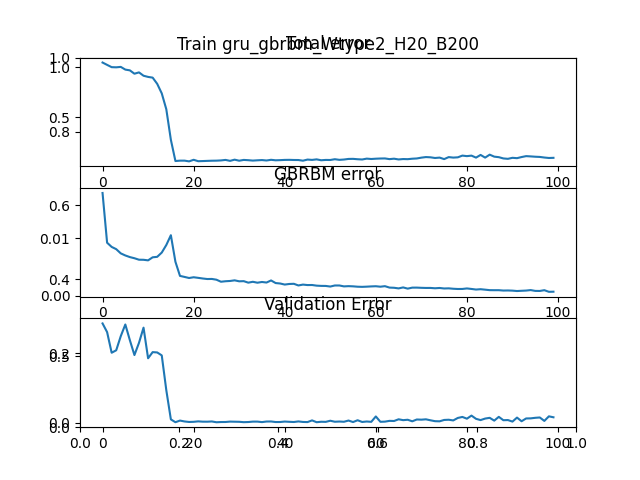 Train gru_gbrbm_Wtype2_H20_B200
Total error
1.0
1.0
0.5
0.8
0 20 40 60 80 100
GBRBM error
0.6
0.01
0.4
0.00
0 20 40 60 80 100
Validation Error
0.2
0.5
0.0
0.0
0.0 0 0.2 20 0.4 40 0.6 60 80 0.8 100 1.0